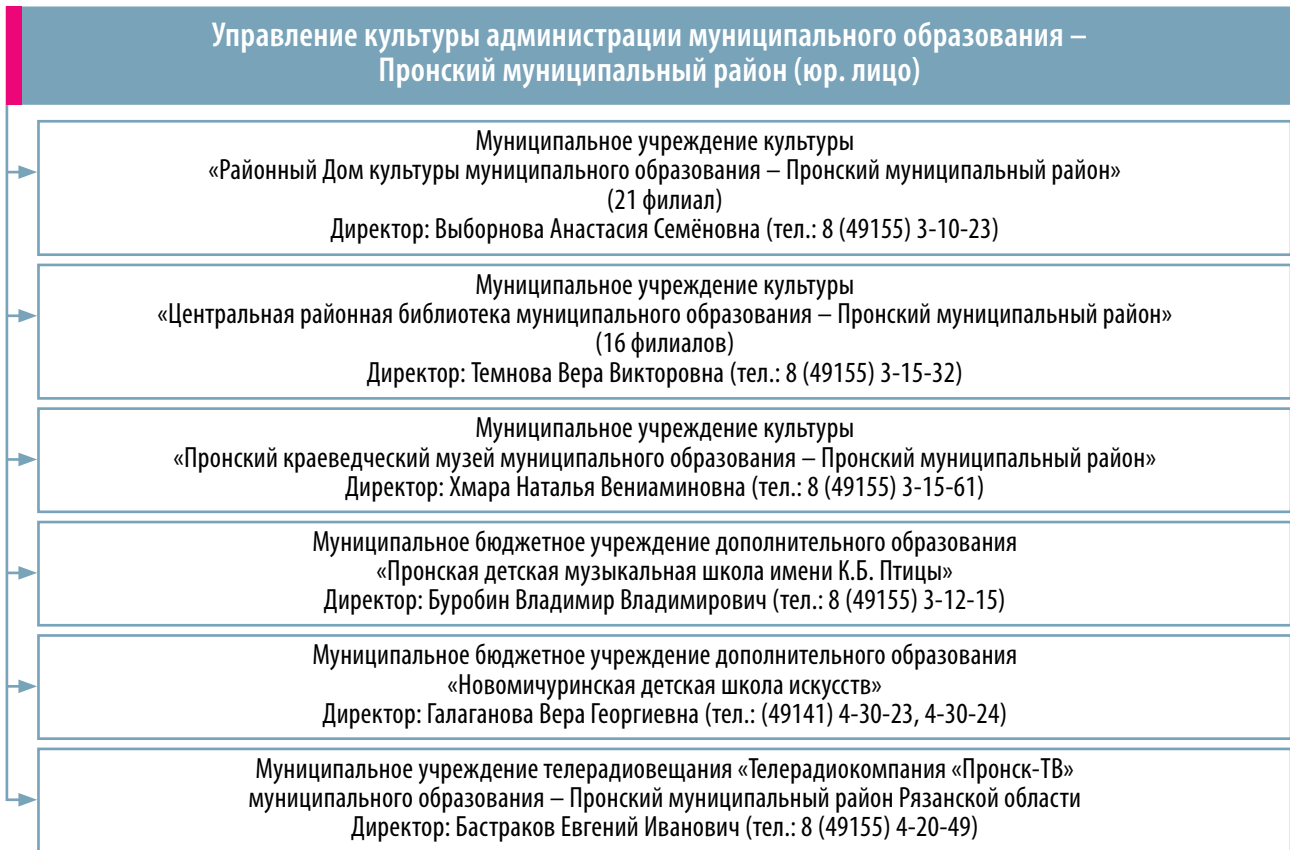 Управление культуры администрации муниципального образования –
Пронский муниципальный район (юр. лицо)
Муниципальное учреждение культуры
«Районный Дом культуры муниципального образования – Пронский муниципальный район»
(21 филиал)
Директор: Выборнова Анастасия Семёновна (тел.: 8 (49155) 3-10-23)
Муниципальное учреждение культуры
«Центральная районная библиотека муниципального образования – Пронский муниципальный район»
(16 филиалов)
Директор: Темнова Вера Викторовна (тел.: 8 (49155) 3-15-32)
Муниципальное учреждение культуры
«Пронский краеведческий музей муниципального образования – Пронский муниципальный район»
Директор: Хмара Наталья Вениаминовна (тел.: 8 (49155) 3-15-61)
Муниципальное бюджетное учреждение дополнительного образования
«Пронская детская музыкальная школа имени К.Б. Птицы»
Директор: Буробин Владимир Владимирович (тел.: 8 (49155) 3-12-15)
Муниципальное бюджетное учреждение дополнительного образования
«Новомичуринская детская школа искусств»
Директор: Галаганова Вера Георгиевна (тел.: (49141) 4-30-23, 4-30-24)
Муниципальное учреждение телерадиовещания «Телерадиокомпания «Пронск-ТВ»
муниципального образования – Пронский муниципальный район Рязанской области
Директор: Бастраков Евгений Иванович (тел.: 8 (49155) 4-20-49)